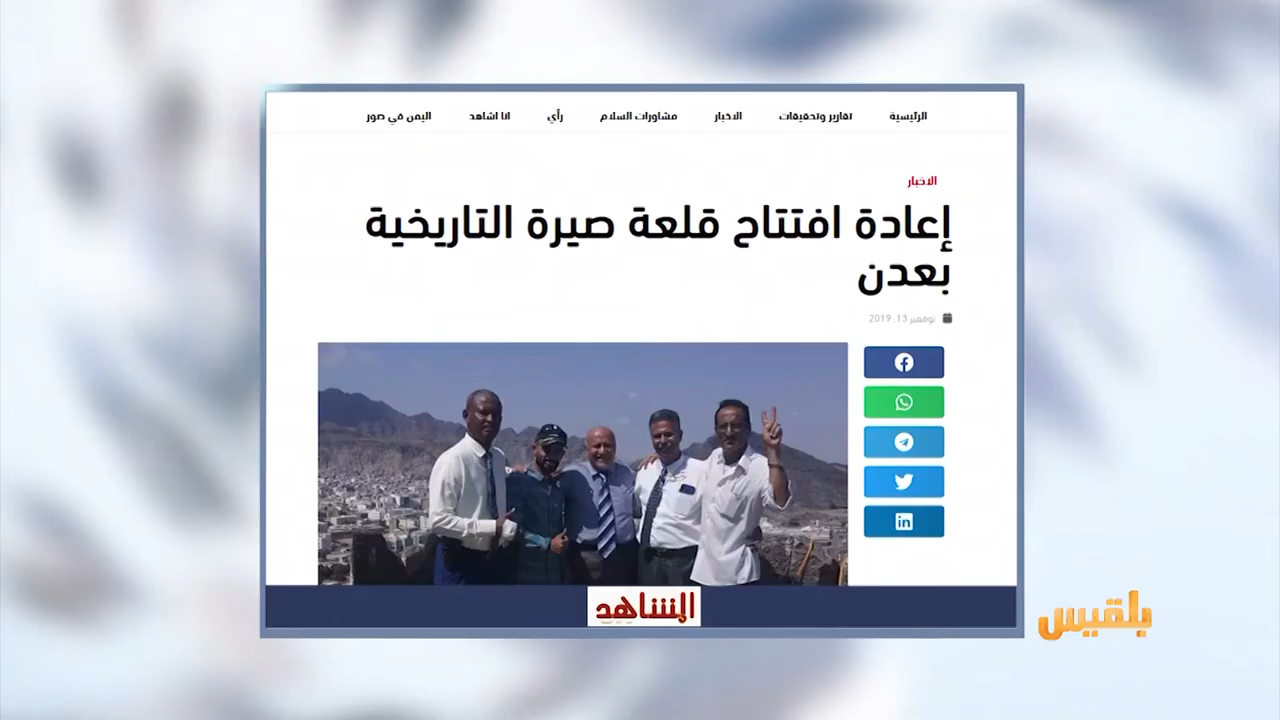 الرئيسية تقارير وتحقيقات الاخبار مشاورات السلام رأي انا اشاهد اليمن في صور
الاخبار
إعادة افتتاح قلعة صيرة التاريخية
بعدن
نوفمبر 13, 2019
المشاهد
بلقيس